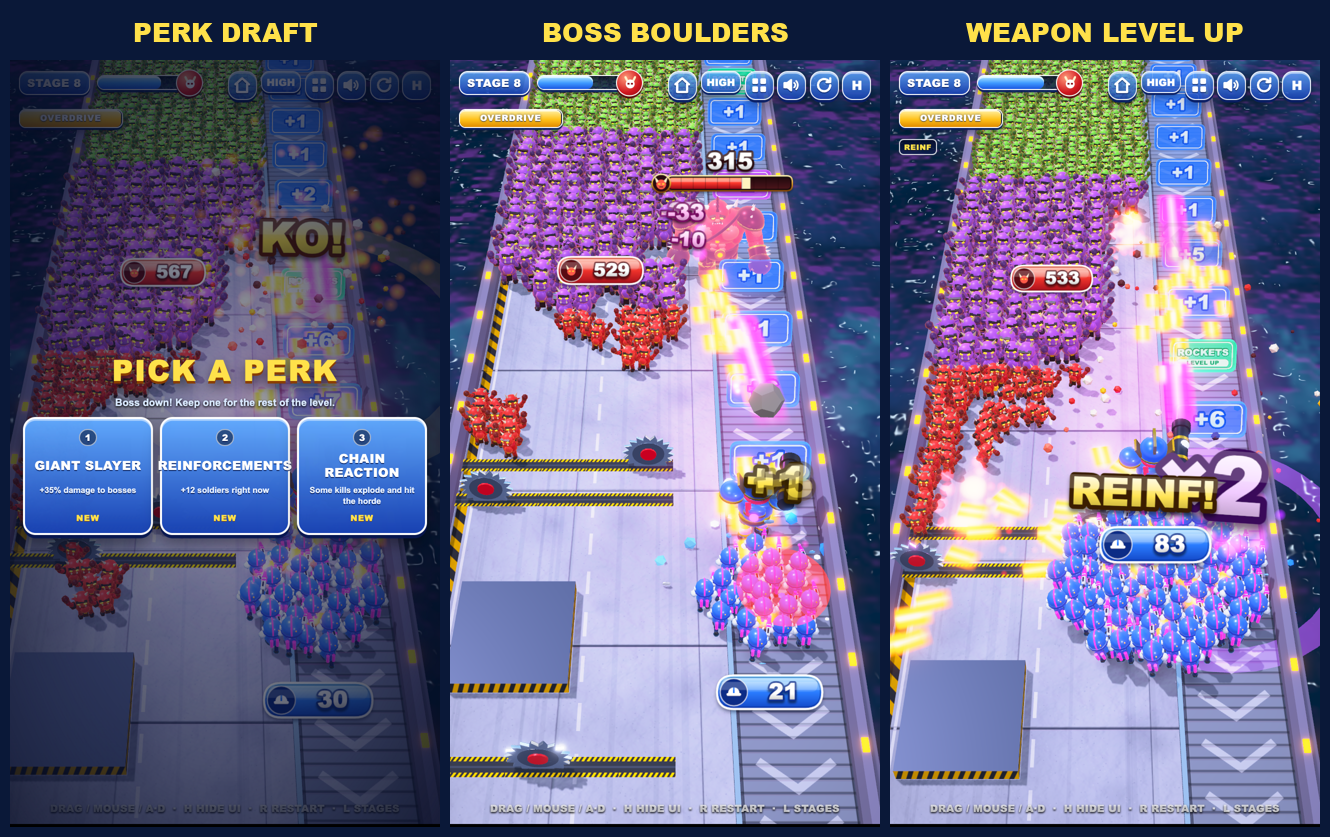 PERK DRAFT
STAGE 8
HIGH
H
OVERDRIVE
+1
+1
+2
KO!
567
+6
PICK A PERK
Boss down! Keep one for the rest of the level.
1
GIANT SLAYER
+35% damage to bosses
NEW
2
REINFORCEMENTS
+12 soldiers right now
NEW
3
CHAIN
REACTION
Some kills explode and hit
the horde
NEW
30
DRAG / MOUSE / A·D • H HIDE UI • R RESTART • L STAGES
BOSS BOULDERS
STAGE 8
HIGH
H
OVERDRIVE
+1
+1
315
-33
-10
529
+1
1
+1
21
DRAG / MOUSE / A·D • H HIDE UI • R RESTART • L STAGES
WEAPON LEVEL UP
STAGE 8
HIGH
H
OVERDRIVE
REINF
+1
+1
+1
+1
+5
533
+1
ROCKETS
LEVEL UP
+6
REINF!
2
83
DRAG / MOUSE / A·D • H HIDE UI • R RESTART • L STAGES